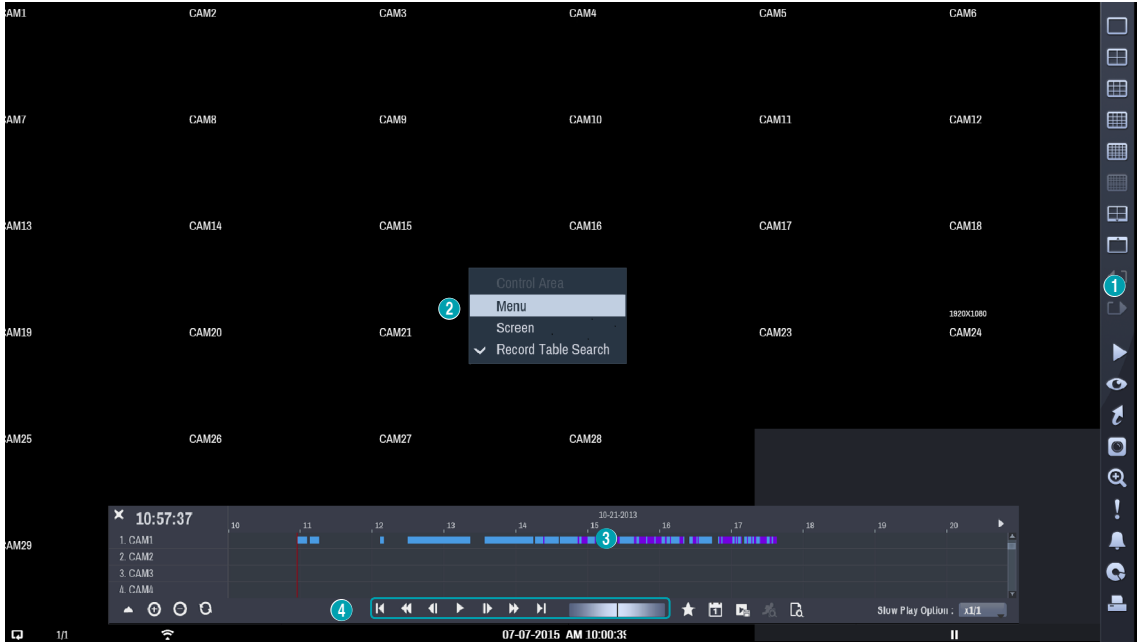 AM1 CAM2 CAM3 CAM4 CAM5 CAM6
AM7 CAM8 CAM9 CAM10 CAM11 CAM12
AM13 CAM14 CAM15 CAM16 CAM17 CAM18
Control Area
2 Menu
Screen
Record Table Search
1
1920X1080
AM19 CAM20 CAM21 CAM23 CAM24
AM25 CAM26 CAM27 CAM28
AM29
10-21-2013
10:57:37 10 11 12 13 14 15 16 17 18 19 20
1. CAM1 3
2. CAM2
3. CAM3
4. CAM4
4 1 Slow Play Option : x1/1
1/1 07-07-2015 AM 10:00:39